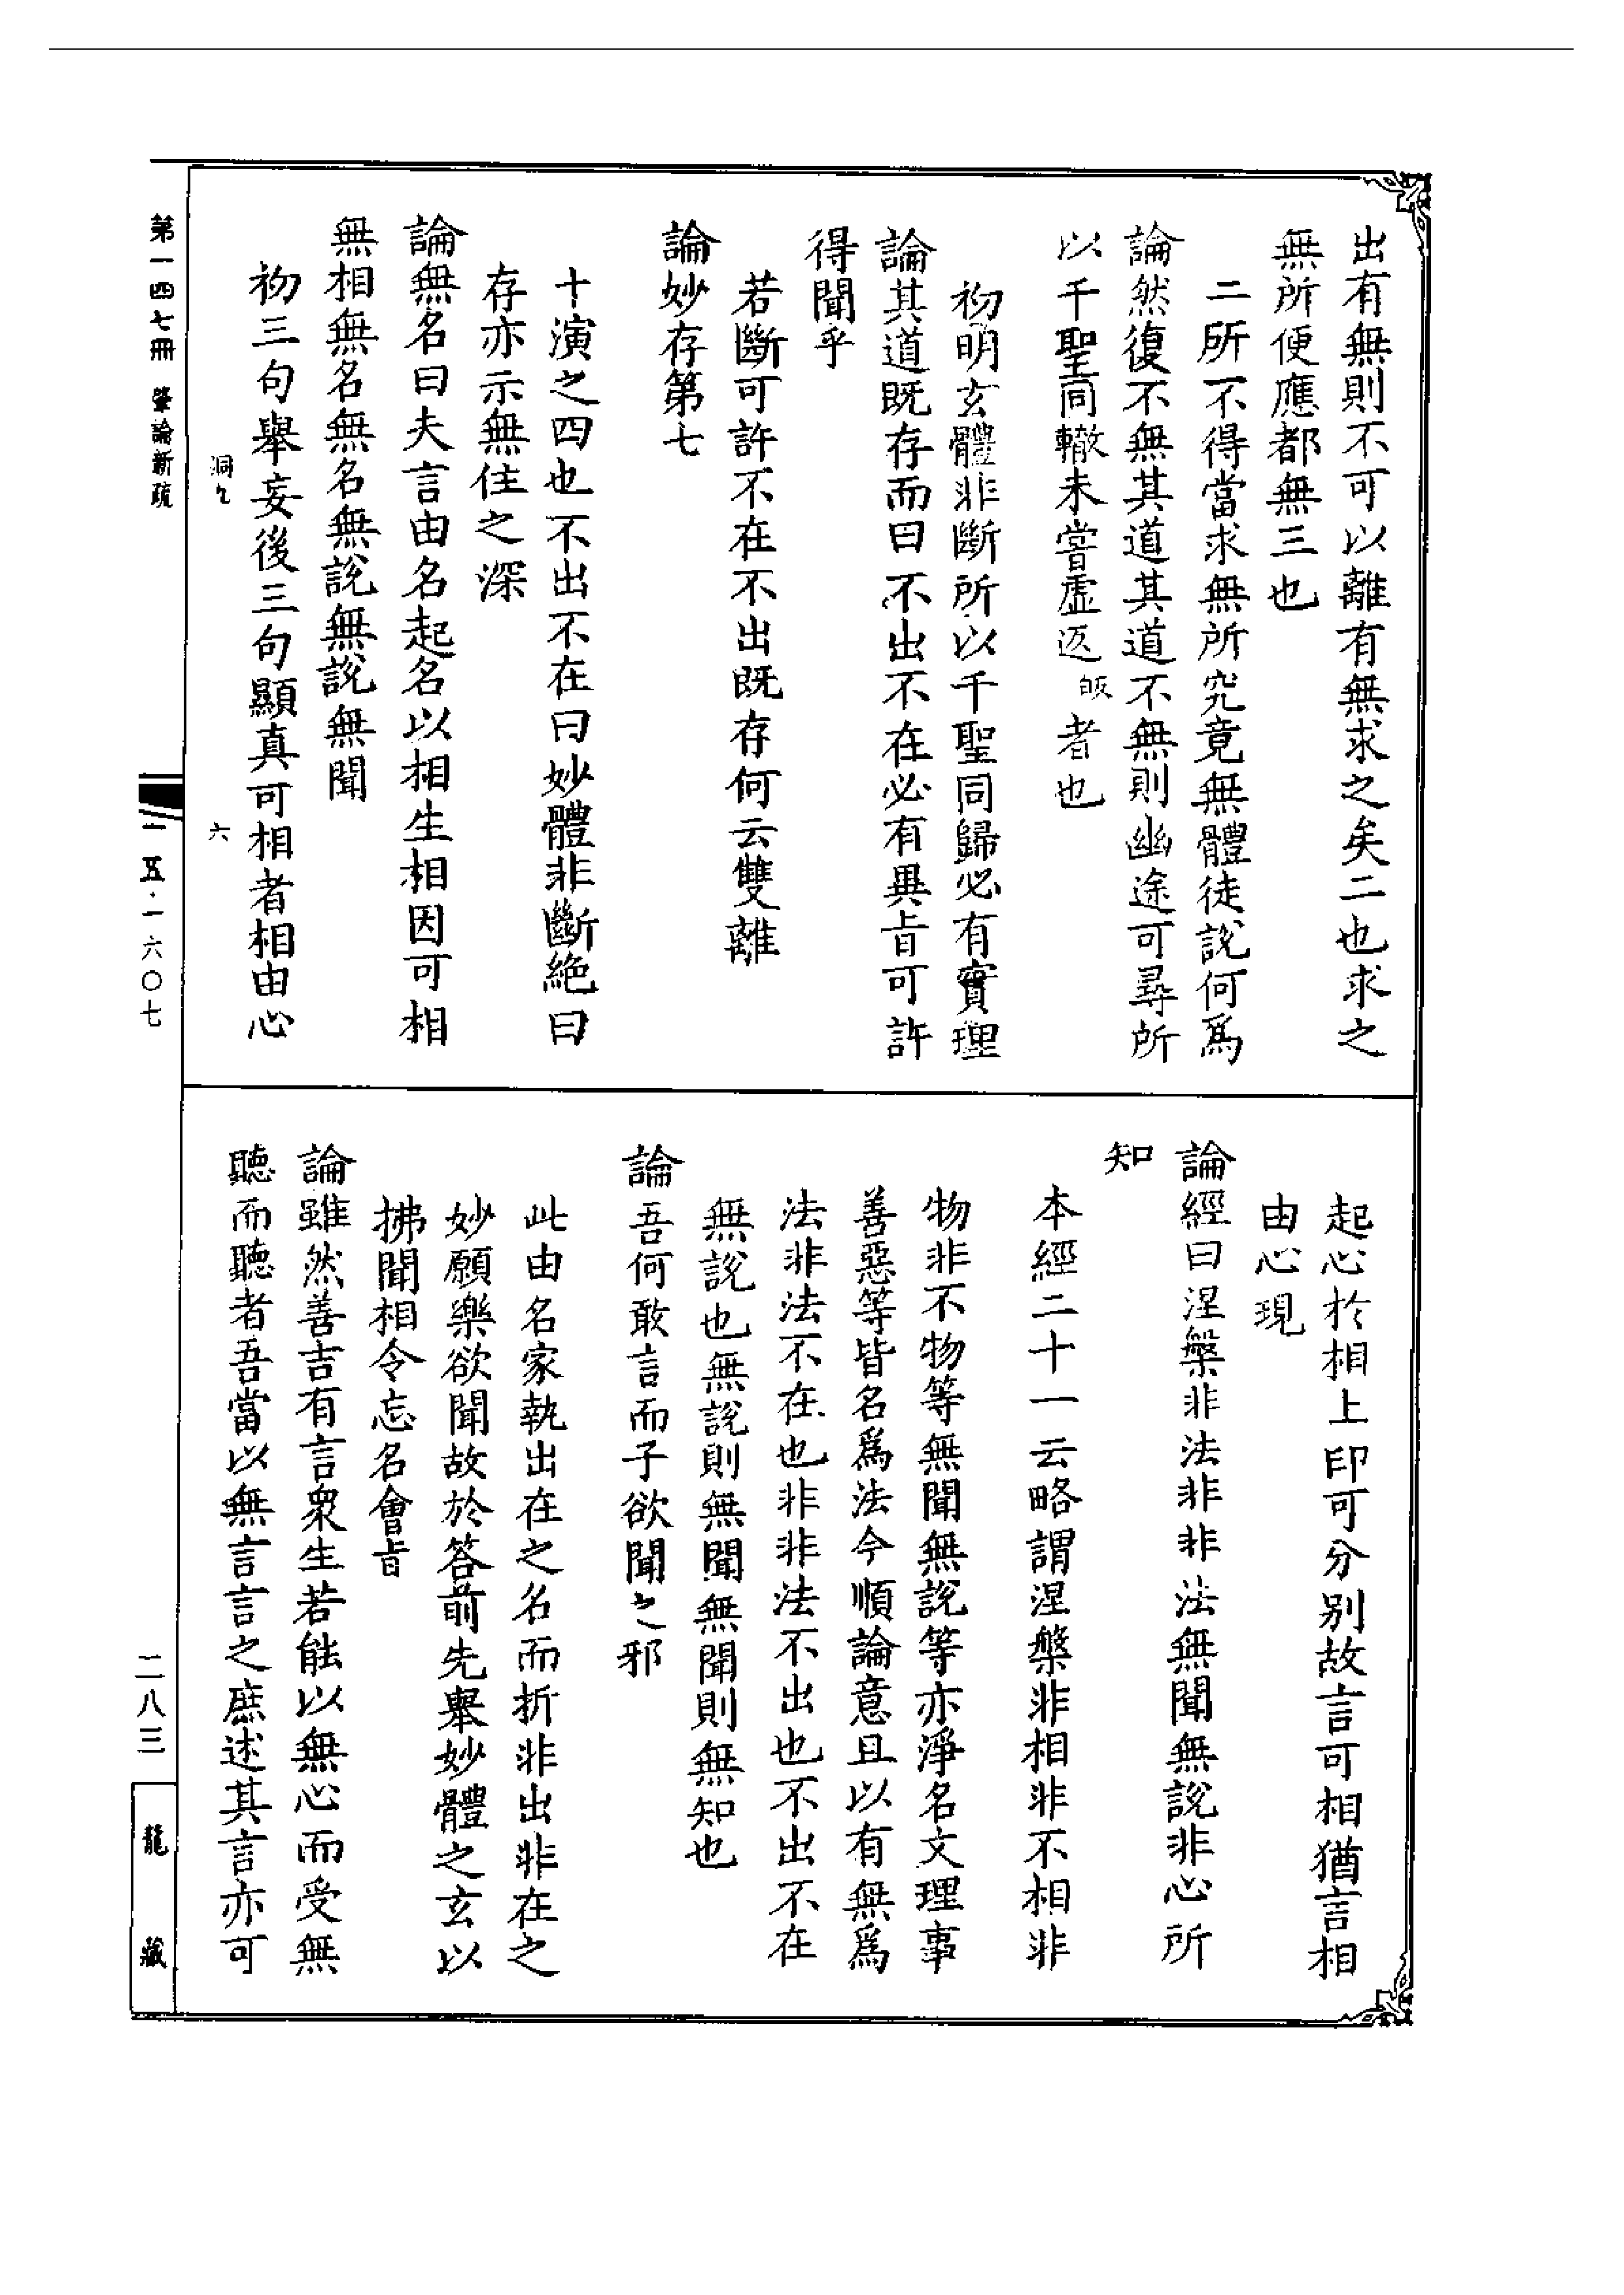 出有無則不可以離有無求之矣二也求之
無所便應都無三也
二所不得當求無所究竟無體徒說何爲
論然復不無其道其道不無則幽途可尋所
以千聖同轍未嘗虛返皈者也
初明玄體非斷所以千聖同歸必有實理
論其道既存而曰不出不在必有異旨可許
得聞乎
若斷可許不在不出既存何云雙離
論妙存第七
十演之四也不出不在曰妙體非斷絕曰
存亦示無住之深
論無名曰夫言由名起名以相生相因可相
無相無名無名無說無說無聞
初三句舉妄後三句顯真可相者相由心
洞九
六
第一四七冊 肇論新疏
一五·一六〇七
起心於相上印可分別故言可相猶言相
由心現
論經曰涅槃非法非非法無聞無說非心所
知
本經二十一云略謂涅槃非相非不相非
物非不物等無聞無說等亦淨名文理事
善惡等皆名爲法今順論意且以有無爲
法非法不在也非非法不出也不出不在
無說也無說則無聞無聞則無知也
論吾何敢言而子欲聞之邪
此由名家執出在之名而折非出非在之
妙願樂欲聞故於答前先舉妙體之玄以
拂聞相令忘名會旨
論雖然善吉有言衆生若能以無心而受無
聽而聽者吾當以無言言之庶述其言亦可
二八三
龍藏